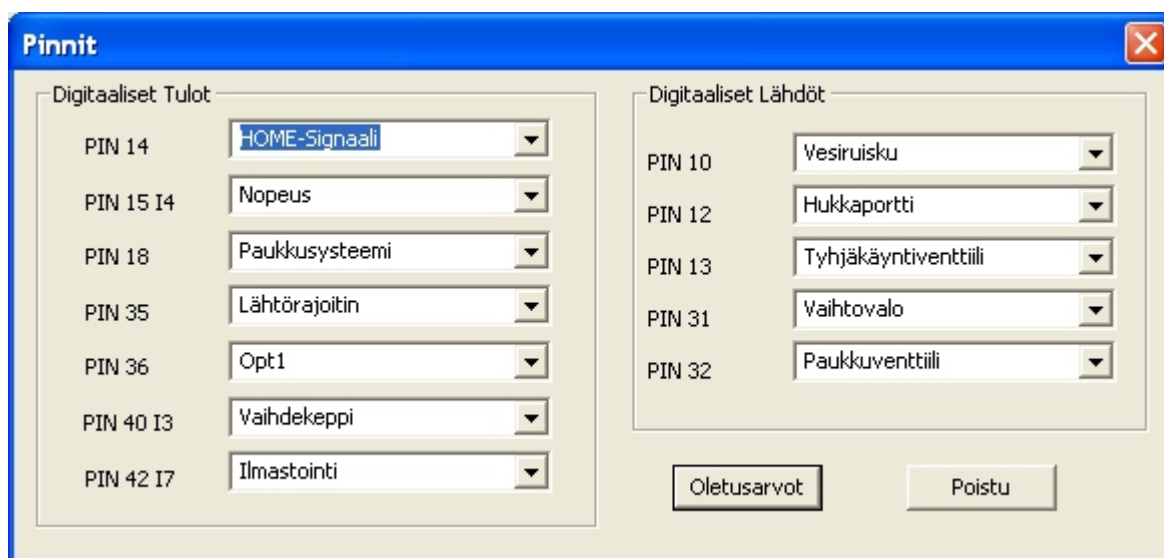 Pinnit
Digitaaliset Tulot
PIN 14 HOME-Signaali
PIN 15 I4 Nopeus
PIN 18 Paukkusysteemi
PIN 35 Lähtörajoitin
PIN 36 Opt1
PIN 40 I3 Vaihdekeppi
PIN 42 I7 Ilmastointi
Digitaaliset Lähdöt
PIN 10 Vesiruisku
PIN 12 Hukkaportti
PIN 13 Tyhjäkäyntiventtiili
PIN 31 Vaihtovalo
PIN 32 Paukkuventtiili
Oletusarvot Poistu